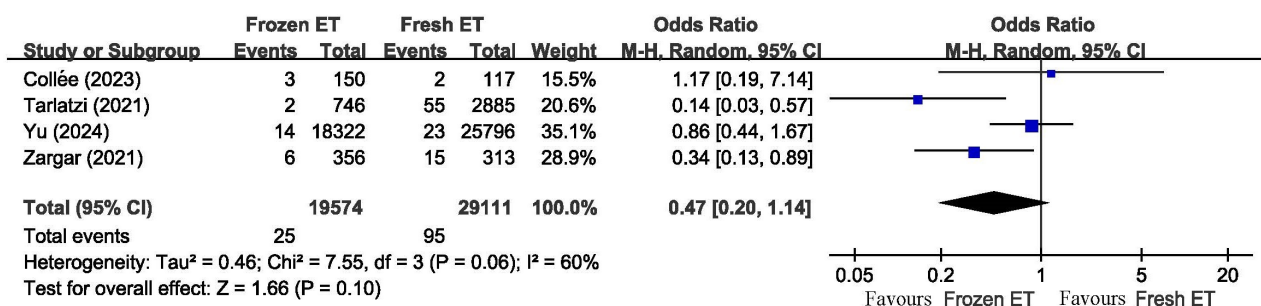 Frozen ET Fresh ET Odds Ratio Odds Ratio
Study or Subgroup Events Total Events Total Weight M-H, Random, 95% CI M-H, Random, 95% CI
Collée (2023) 3 150 2 117 15.5% 1.17 [0.19, 7.14]
Tarlatzi (2021) 2 746 55 2885 20.6% 0.14 [0.03, 0.57]
Yu (2024) 14 18322 23 25796 35.1% 0.86 [0.44, 1.67]
Zargar (2021) 6 356 15 313 28.9% 0.34 [0.13, 0.89]
Total (95% CI) 19574 29111 100.0% 0.47 [0.20, 1.14]
Total events 25 95
Heterogeneity: Tau² = 0.46; Chi² = 7.55, df = 3 (P = 0.06); I² = 60%
Test for overall effect: Z = 1.66 (P = 0.10)
0.05 0.2 1 5 20
Favours Frozen ET Favours Fresh ET